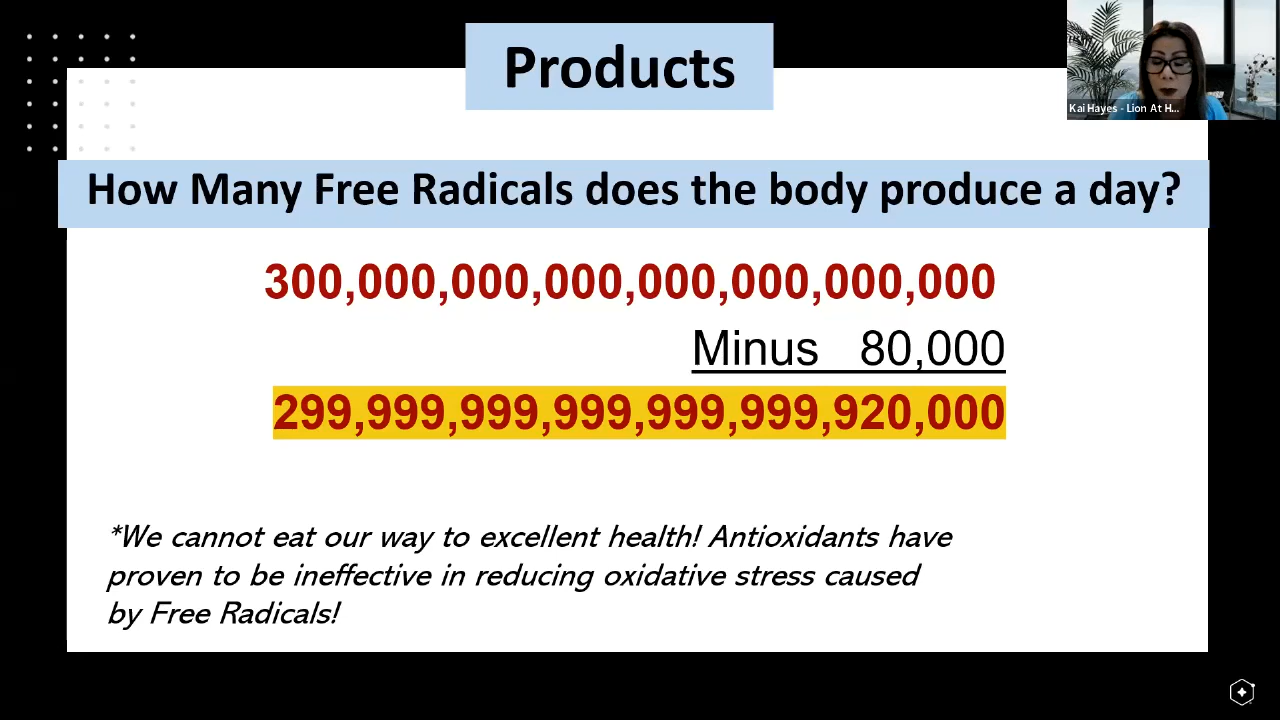 Products
Kai Hayes - Lion At H...
How Many Free Radicals does the body produce a day?
300,000,000,000,000,000,000,000
Minus 80,000
299,999,999,999,999,999,920,000
*We cannot eat our way to excellent health! Antioxidants have
proven to be ineffective in reducing oxidative stress caused
by Free Radicals!